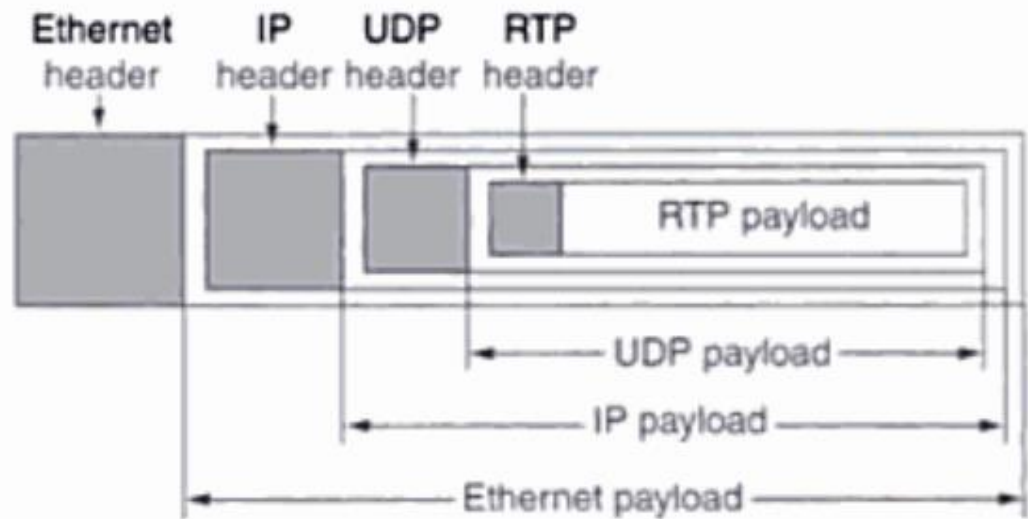 Ethernet IP UDP RTP
header header header header
RTP payload
UDP payload
IP payload
Ethernet payload